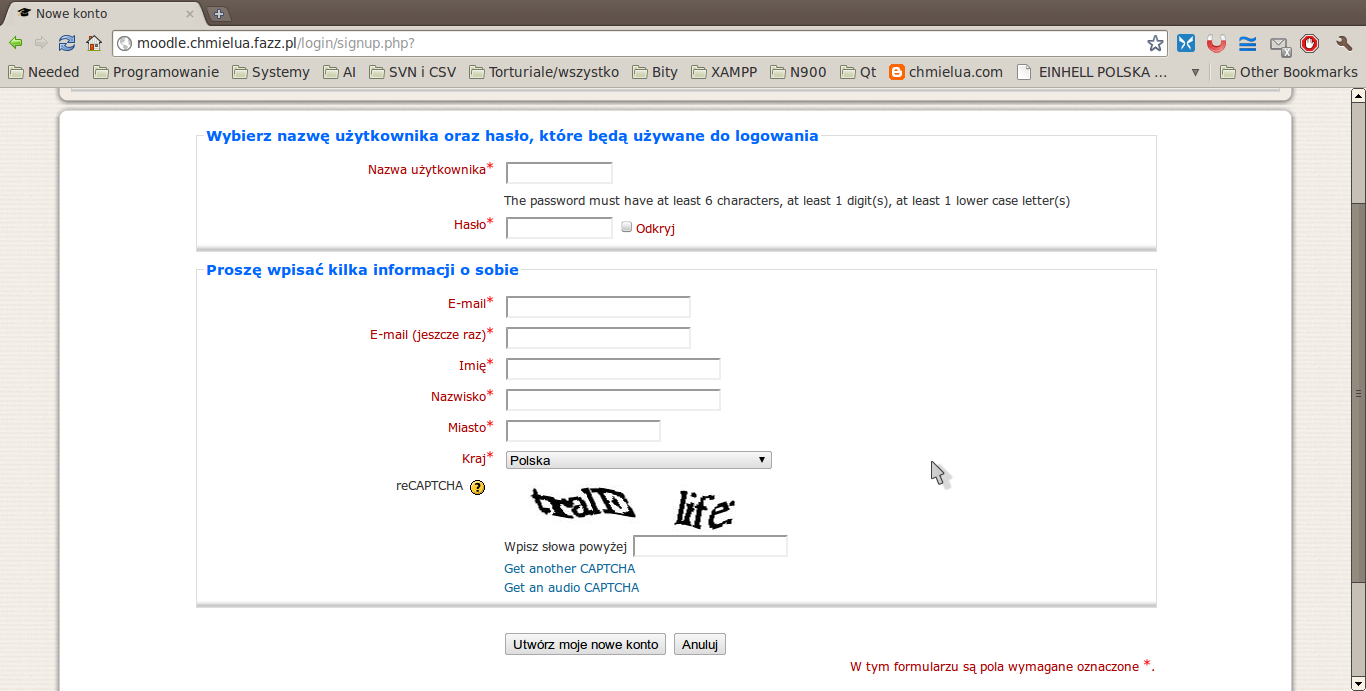 Nowe konto
moodle.chmielua.fazz.pl/login/signup.php?
Needed Programowanie Systemy AI SVN i CSV Torturiale/wszystko Bity XAMPP N900 Qt chmielua.com EINHELL POLSKA ... Other Bookmarks
Wybierz nazwę użytkownika oraz hasło, które będą używane do logowania
Nazwa użytkownika*
The password must have at least 6 characters, at least 1 digit(s), at least 1 lower case letter(s)
Hasło* Odkryj
Proszę wpisać kilka informacji o sobie
E-mail*
E-mail (jeszcze raz)*
Imię*
Nazwisko*
Miasto*
Kraj* Polska
reCAPTCHA ?
Wpisz słowa powyżej
Get another CAPTCHA
Get an audio CAPTCHA
Utwórz moje nowe konto Anuluj
W tym formularzu są pola wymagane oznaczone *.